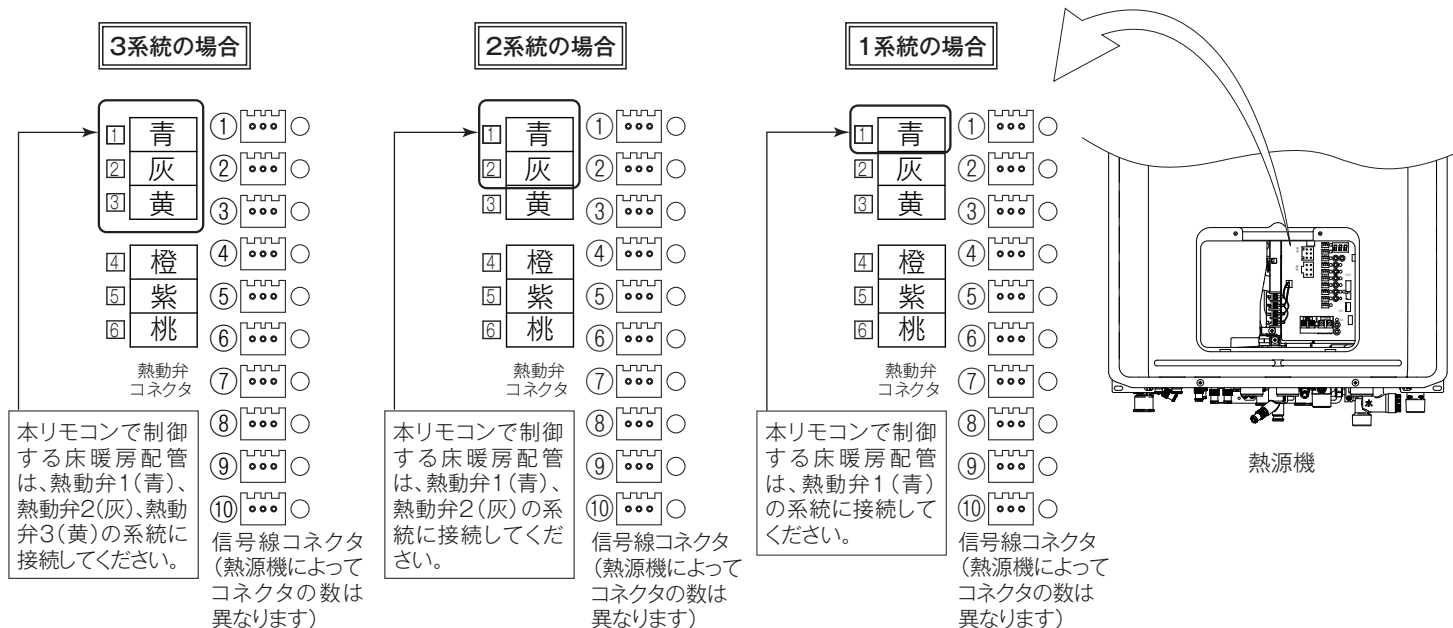 3系統の場合
1 青
2 灰
3 黄
4 橙
5 紫
6 桃
熱動弁
コネクタ
①
②
③
④
⑤
⑥
⑦
⑧
⑨
⑩
信号線コネクタ
(熱源機によって
コネクタの数は
異なります)
本リモコンで制御
する床暖房配管
は、熱動弁1(青)、
熱動弁2(灰)、熱動
弁3(黄)の系統に
接続してください。
2系統の場合
1 青
2 灰
3 黄
4 橙
5 紫
6 桃
熱動弁
コネクタ
①
②
③
④
⑤
⑥
⑦
⑧
⑨
⑩
信号線コネクタ
(熱源機によって
コネクタの数は
異なります)
本リモコンで制御
する床暖房配管
は、熱動弁1(青)、
熱動弁2(灰)の系
統に接続してくだ
さい。
1系統の場合
1 青
2 灰
3 黄
4 橙
5 紫
6 桃
熱動弁
コネクタ
①
②
③
④
⑤
⑥
⑦
⑧
⑨
⑩
信号線コネクタ
(熱源機によって
コネクタの数は
異なります)
本リモコンで制御
する床暖房配管
は、熱動弁1(青)
の系統に接続して
ください。
水
熱源機